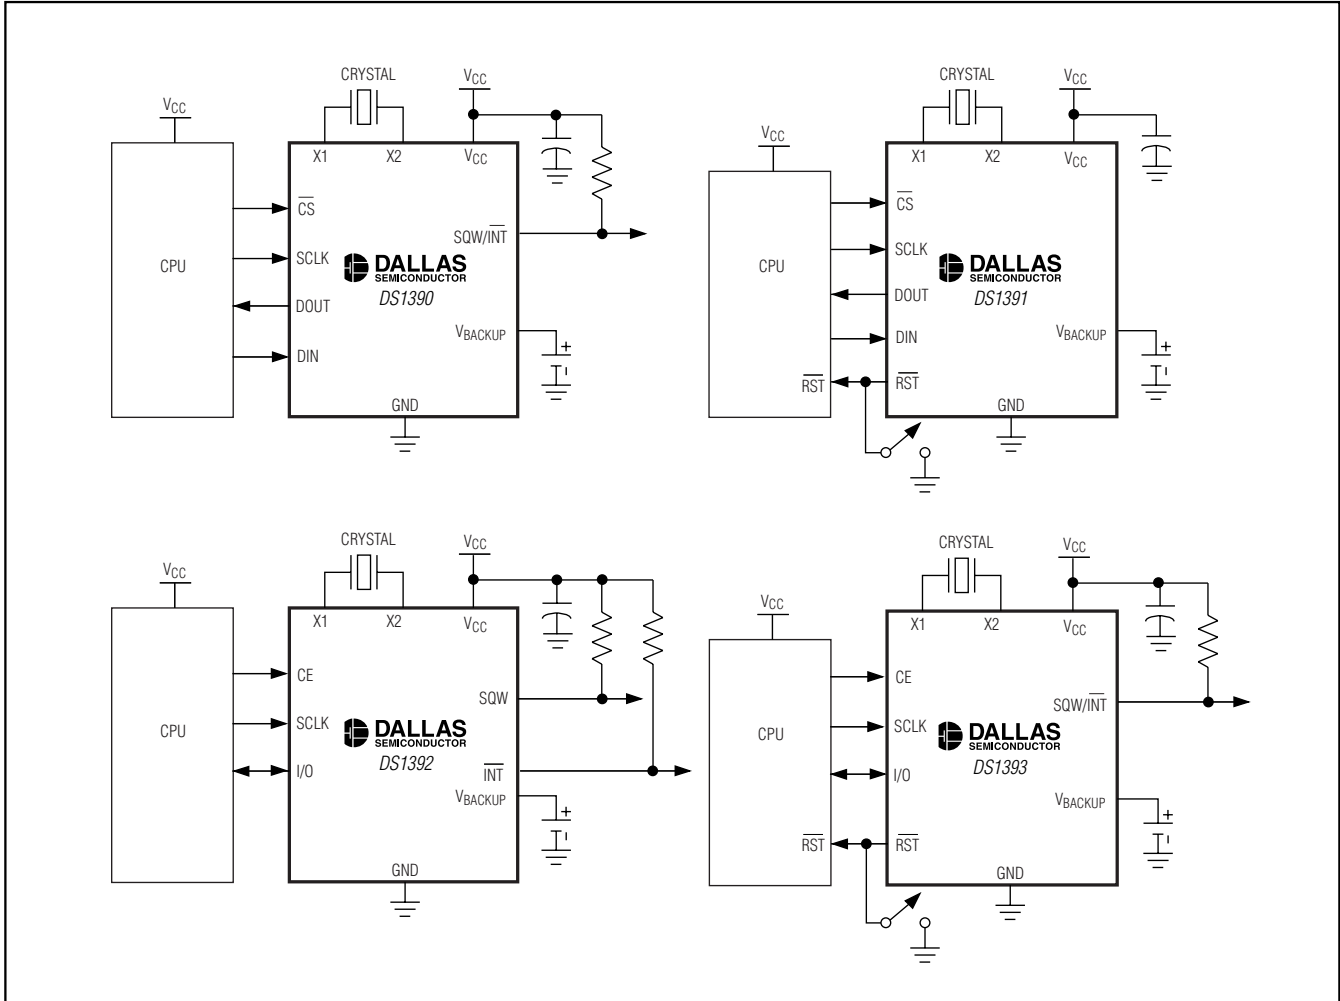 CRYSTAL
VCC
VCC
X1
X2
VCC
CS
SCLK
DOUT
DIN
CPU
SQW/INT
DALLAS
SEMICONDUCTOR
DS1390
VBACKUP
+
-
GND
CRYSTAL
VCC
VCC
X1
X2
VCC
CS
SCLK
DOUT
DIN
RST
RST
CPU
DALLAS
SEMICONDUCTOR
DS1391
VBACKUP
+
-
GND
CRYSTAL
VCC
VCC
X1
X2
VCC
CE
SCLK
I/O
CPU
SQW
DALLAS
SEMICONDUCTOR
DS1392
INT
VBACKUP
+
-
GND
CRYSTAL
VCC
VCC
X1
X2
VCC
CE
SCLK
I/O
RST
RST
CPU
SQW/INT
DALLAS
SEMICONDUCTOR
DS1393
VBACKUP
+
-
GND